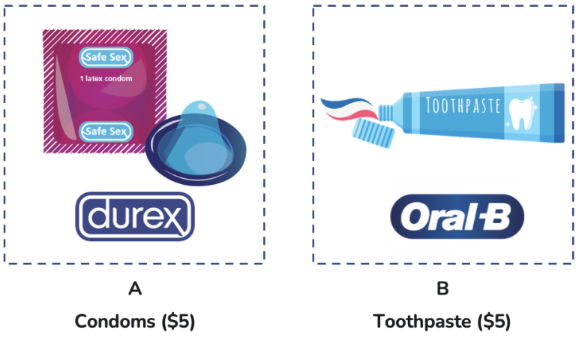 Safe Sex
1 latex condom
Safe Sex
durex
A
Condoms ($5)
TOOTHPASTE
Oral-B
B
Toothpaste ($5)